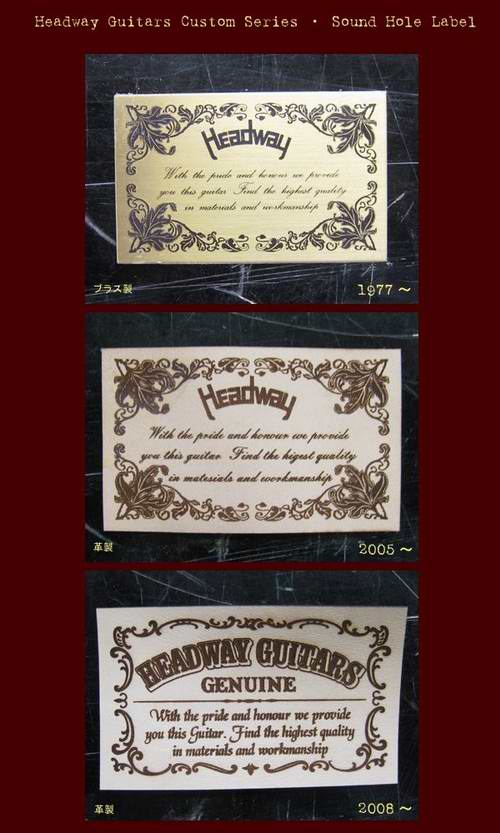 Headway Guitars Custom Series ・ Sound Hole Label
Headway
With the pride and honour we provide
you this guitar Find the highest quality
in materials and workmanship
ブラス製
1977 ～
Headway
With the pride and honour we provide
you this guitar. Find the higest quality
in matesials and workmanship
革製
2005 ～
HEADWAY GUITARS
GENUINE
With the pride and honour we provide
you this Guitar. Find the highest quality
in materials and workmanship
革製
2008 ～